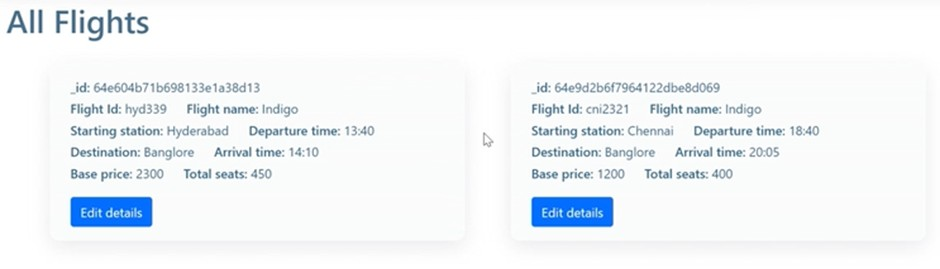 All Flights
_id: 64e604b71b698133e1a38d13
Flight Id: hyd339 Flight name: Indigo
Starting station: Hyderabad Departure time: 13:40
Destination: Banglore Arrival time: 14:10
Base price: 2300 Total seats: 450
Edit details
_id: 64e9d2b6f7964122dbe8d069
Flight Id: cni2321 Flight name: Indigo
Starting station: Chennai Departure time: 18:40
Destination: Banglore Arrival time: 20:05
Base price: 1200 Total seats: 400
Edit details